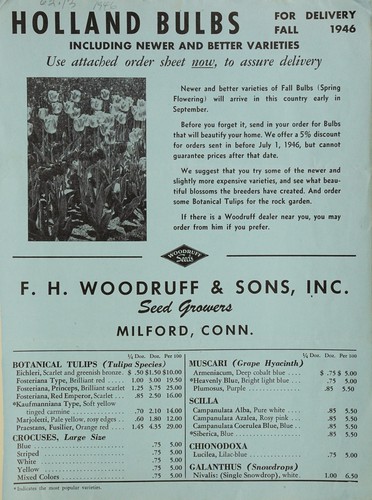 1946
HOLLAND BULBS
FOR DELIVERY
FALL 1946
INCLUDING NEWER AND BETTER VARIETIES
Use attached order sheet now, to assure delivery
Newer and better varieties of Fall Bulbs (Spring
Flowering) will arrive in this country early in
September.
Before you forget it, send in your order for Bulbs
that will beautify your home. We offer a 5% discount
for orders sent in before July 1, 1946, but cannot
guarantee prices after that date.
We suggest that you try some of the newer and
slightly more expensive varieties, and see what beau-
tiful blossoms the breeders have created. And order
some Botanical Tulips for the rock garden.
If there is a Woodruff dealer near you, you may
order from him if you prefer.
WOODRUFF
Seeds
F. H. WOODRUFF & SONS, INC.
Seed Growers
MILFORD, CONN.
¼ Doz. Doz. Per 100
BOTANICAL TULIPS (Tulipa Species)
Eichleri, Scarlet and greenish bronze. $ .50 $1.50 $10.00
Fosteriana Type, Brilliant red ..... 1.00 3.00 19.50
Fosteriana, Princeps, Brilliant scarlet 1.25 3.75 25.00
Fosteriana, Red Emperor, Scarlet ... .85 2.50 16.00
*Kaufmanniana Type, Soft yellow
tinged carmine ............ .70 2.10 14.00
Marjoletti, Pale yellow, rosy edges .. .60 1.80 12.00
Praestans, Fusilier, Orange red .... 1.45 4.35 29.00
CROCUSES, Large Size
Blue ............ .75 5.00
Striped ............ .75 5.00
White ............ .75 5.00
Yellow ............ .75 5.00
Mixed Colors ............ .75 5.00
*Indicates the most popular varieties.
¼ Doz. Doz. Per 100
MUSCARI (Grape Hyacinth)
Armeniacum, Deep cobalt blue .... $ .75 $ 5.00
*Heavenly Blue, Bright light blue ... .75 5.00
Plumosus, Purple ............ .85 5.50
SCILLA
Campanulata Alba, Pure white .... .85 5.50
Campanulata Azalea, Rosy pink .. .85 5.50
Campanulata Coerulea Blue, Blue .. .85 5.50
*Siberica, Blue ............ .85 5.50
CHIONODOXA
Lucilea, Lilac-blue ............ .75 5.00
GALANTHUS (Snowdrops)
Nivalis: (Single Snowdrop), white. 1.00 6.50